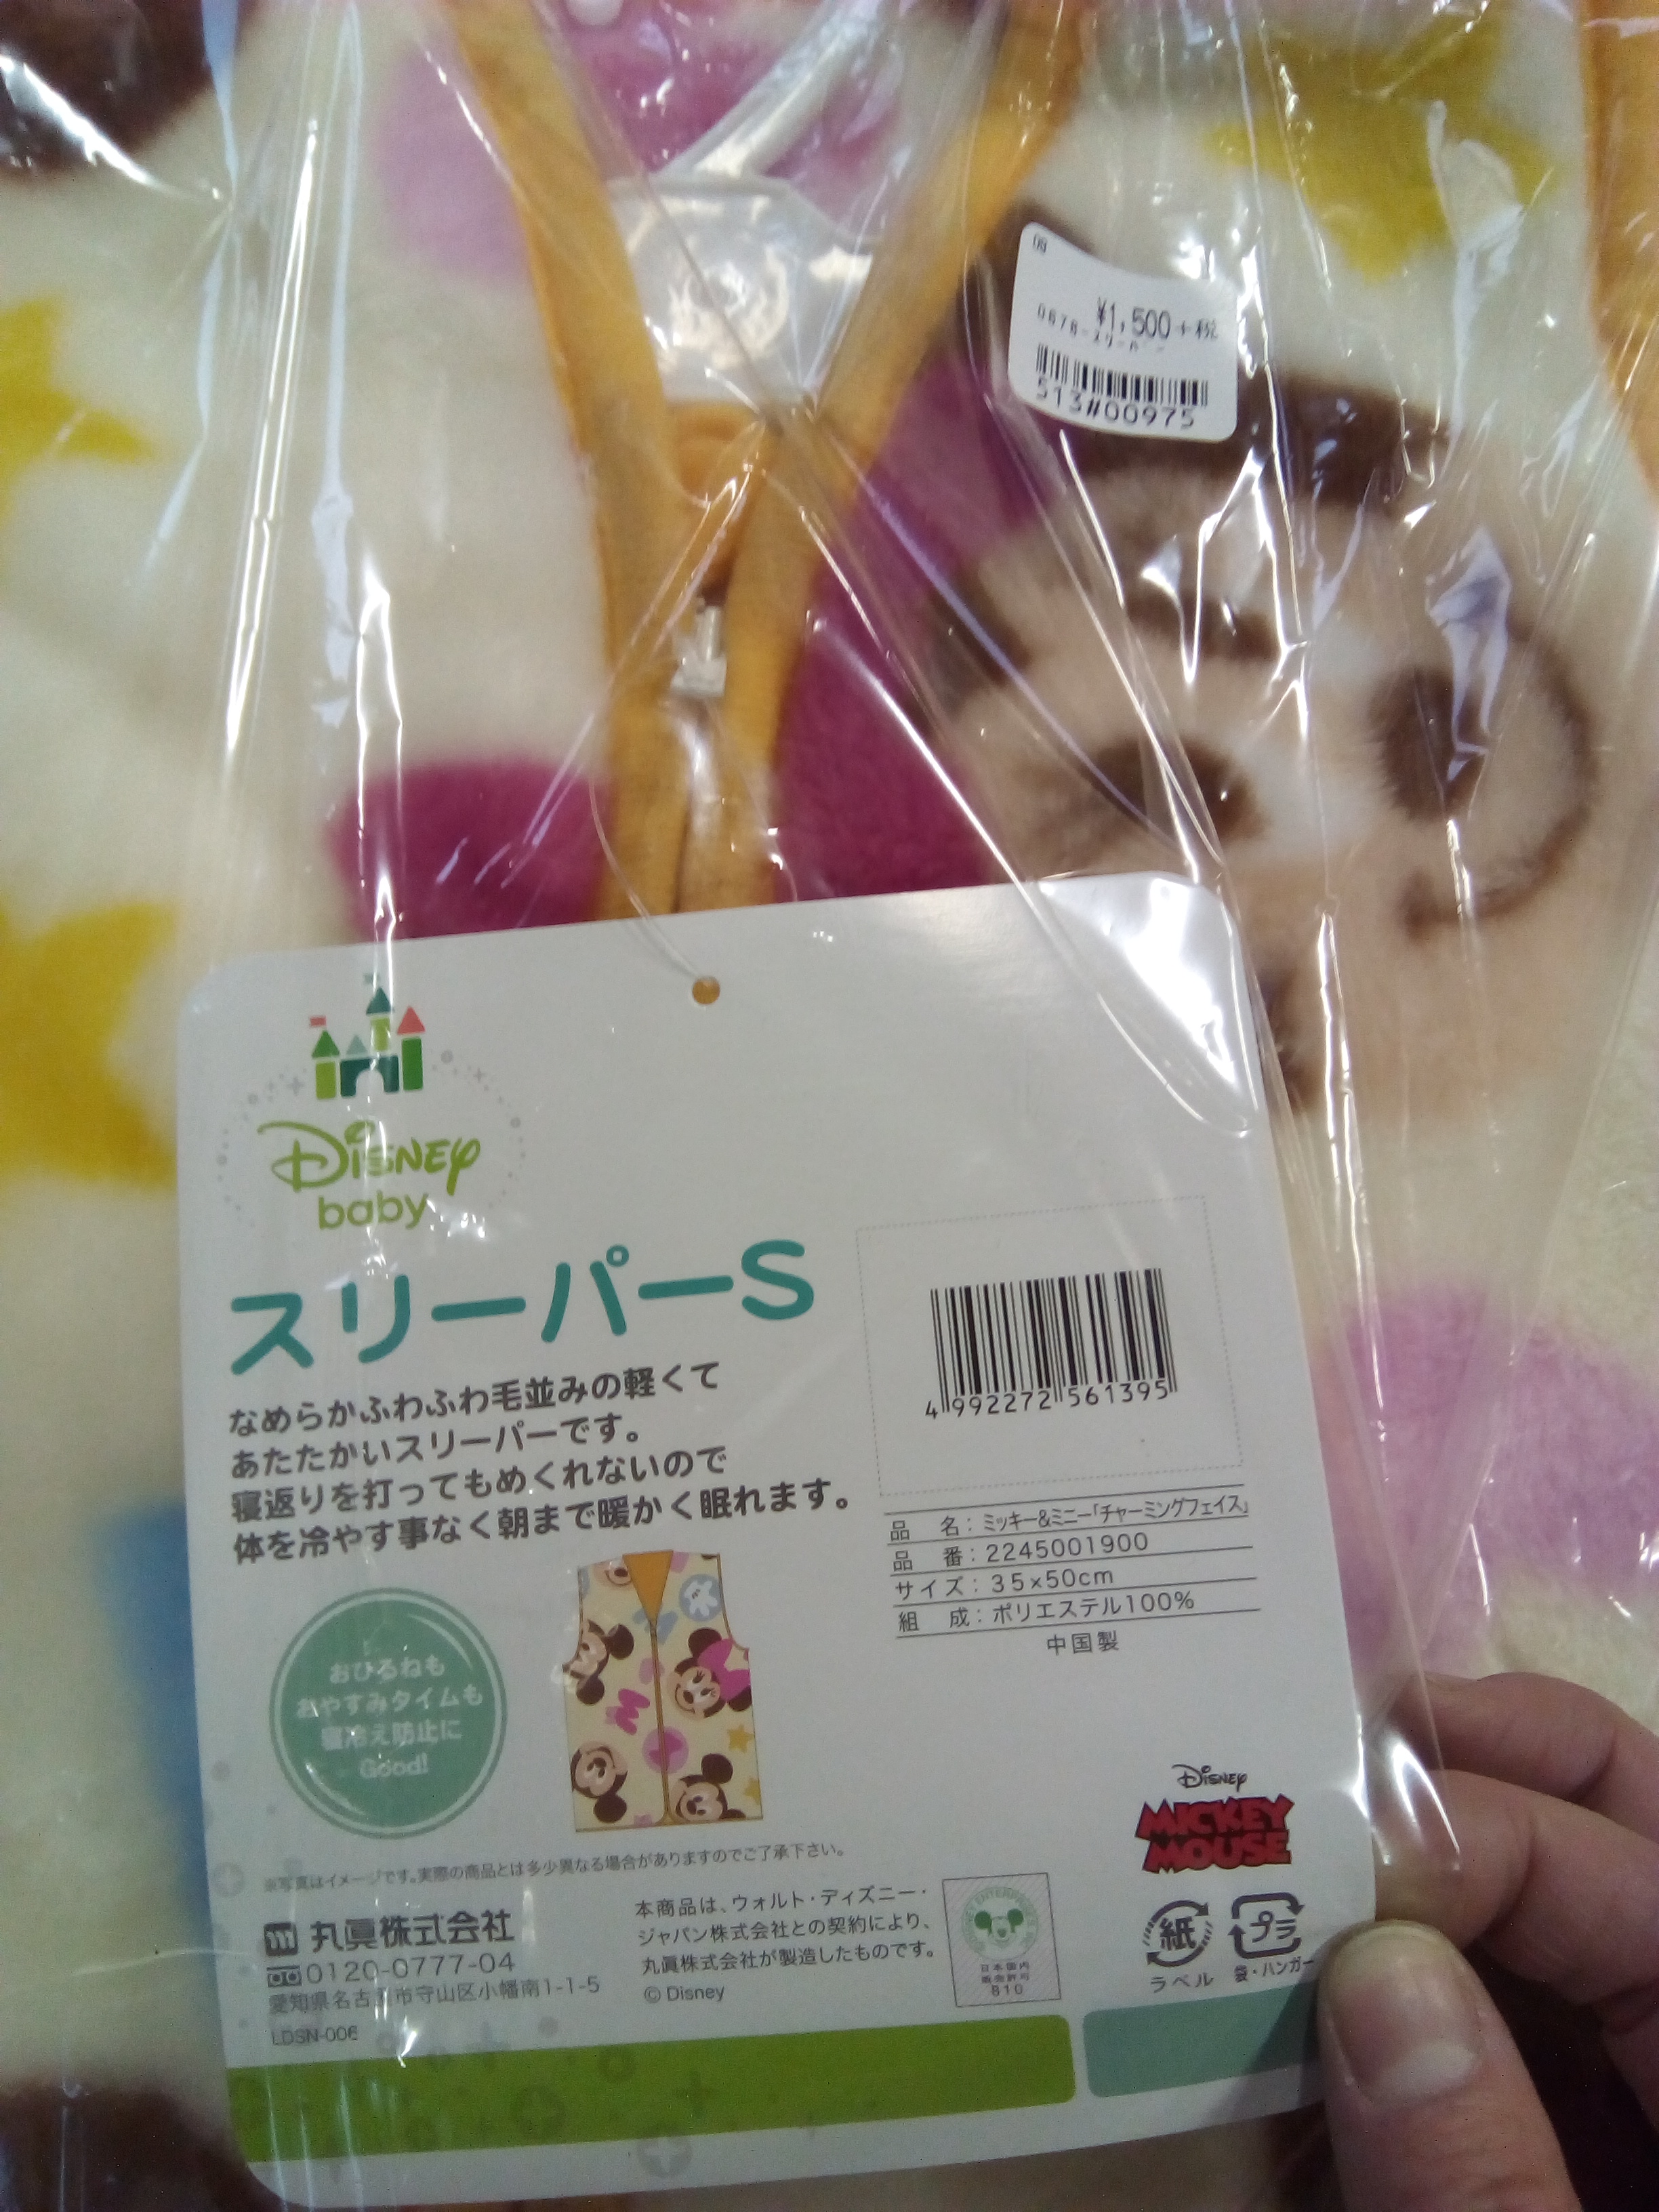 ¥1,500+税
0878-スリーパー
513#00975
Disney
baby
スリーパーS
なめらかふわふわ毛並みの軽くて
あたたかいスリーパーです。
寝返りを打ってもめくれないので
体を冷やす事なく朝まで暖かく眠れます。
4 992272 561395
品 名：ミッキー&ミニー「チャーミングフェイス」
品 番：2245001900
サイズ：35×50cm
組 成：ポリエステル100%
中国製
おひるねも
おやすみタイムも
寝冷え防止に
Good!
Disney
MICKEY
MOUSE
※写真はイメージです。実際の商品とは多少異なる場合がありますのでご了承下さい。
丸眞株式会社
0120-0777-04
愛知県名古屋市守山区小幡南1-1-5
LDSN-006
本商品は、ウォルト・ディズニー・
ジャパン株式会社との契約により、
丸眞株式会社が製造したものです。
© Disney
日本国内
販売許可
810
紙
ラベル
プラ
袋・ハンガー